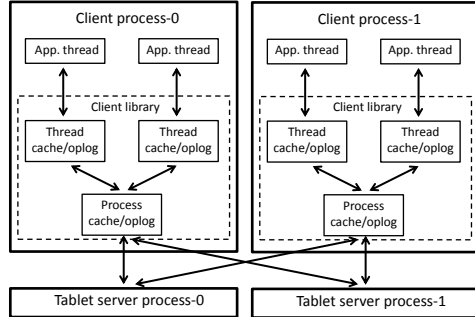 Client process-0
Client process-1
App. thread
App. thread
App. thread
App. thread
Client library
Client library
Thread
cache/oplog
Thread
cache/oplog
Thread
cache/oplog
Thread
cache/oplog
Process
cache/oplog
Process
cache/oplog
Tablet server process-0
Tablet server process-1